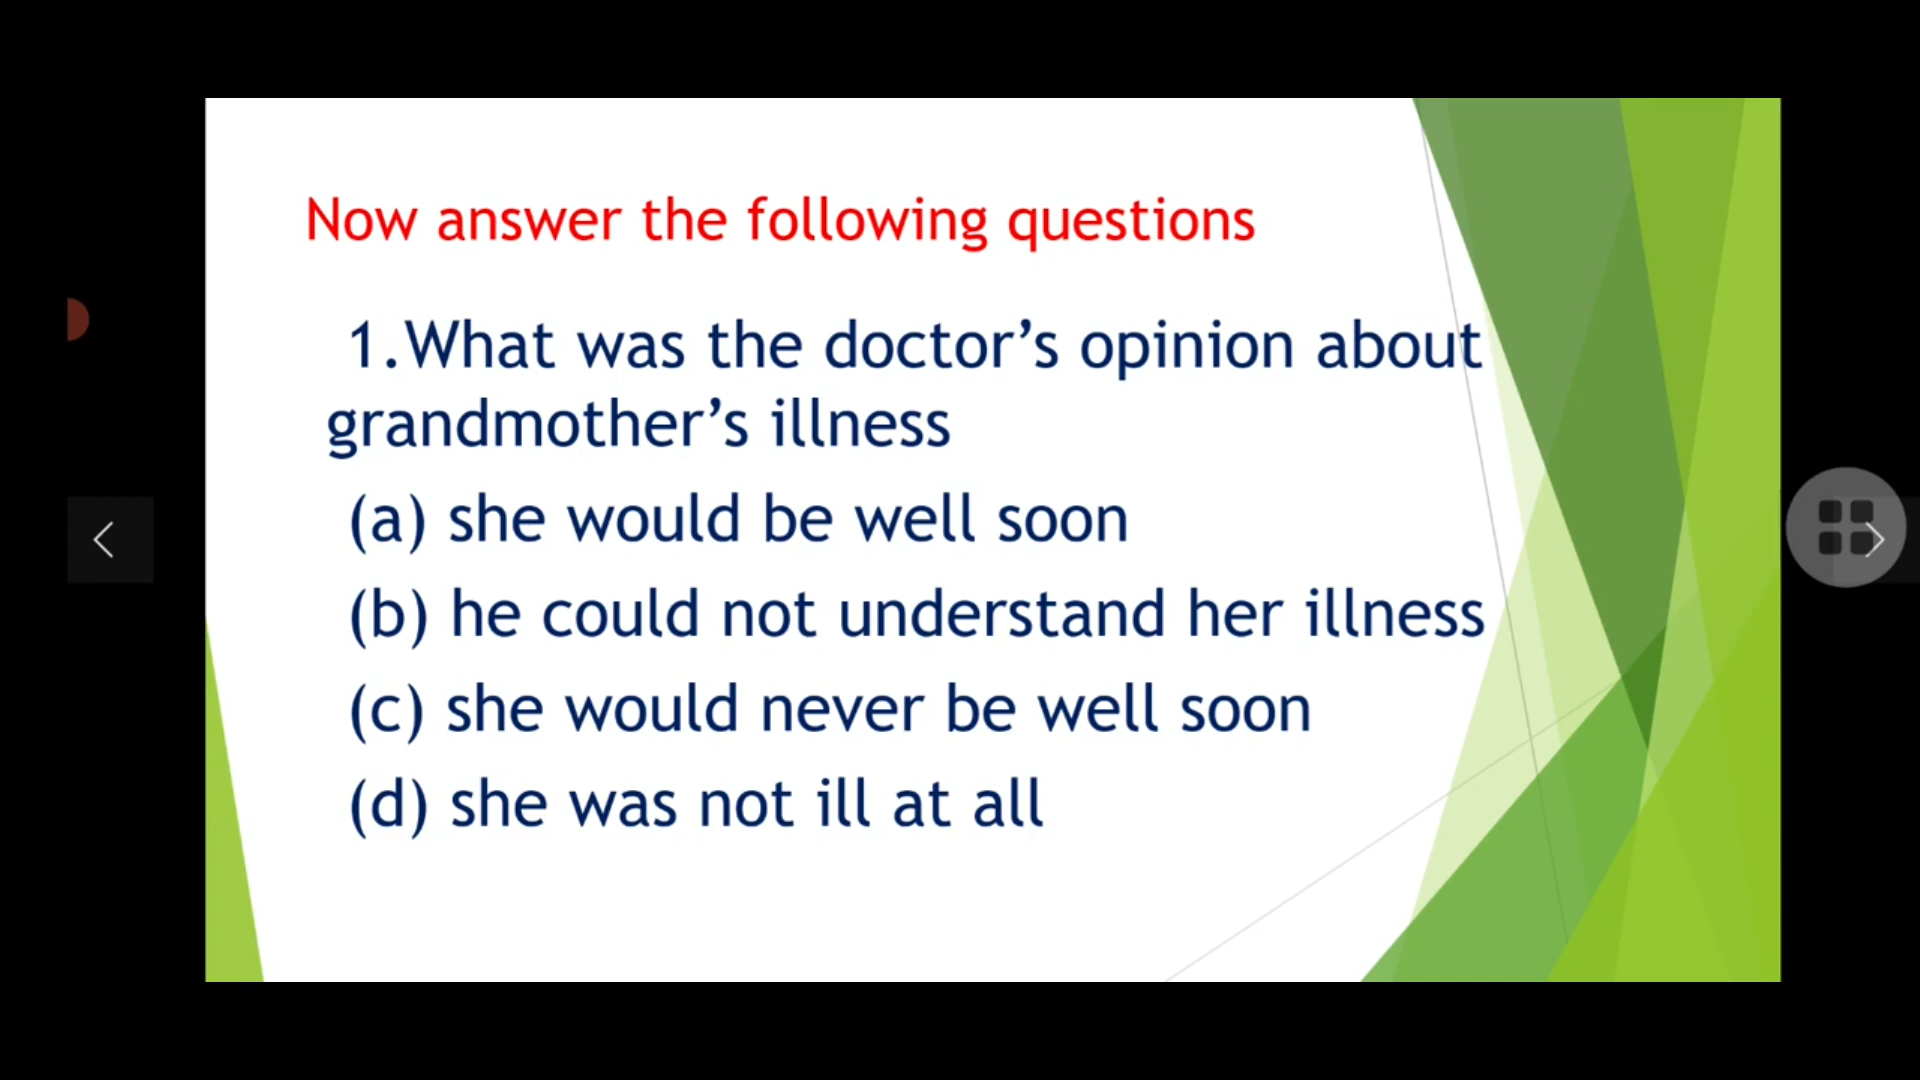 Now answer the following questions
1.What was the doctor’s opinion about
grandmother’s illness
(a) she would be well soon
(b) he could not understand her illness
(c) she would never be well soon
(d) she was not ill at all